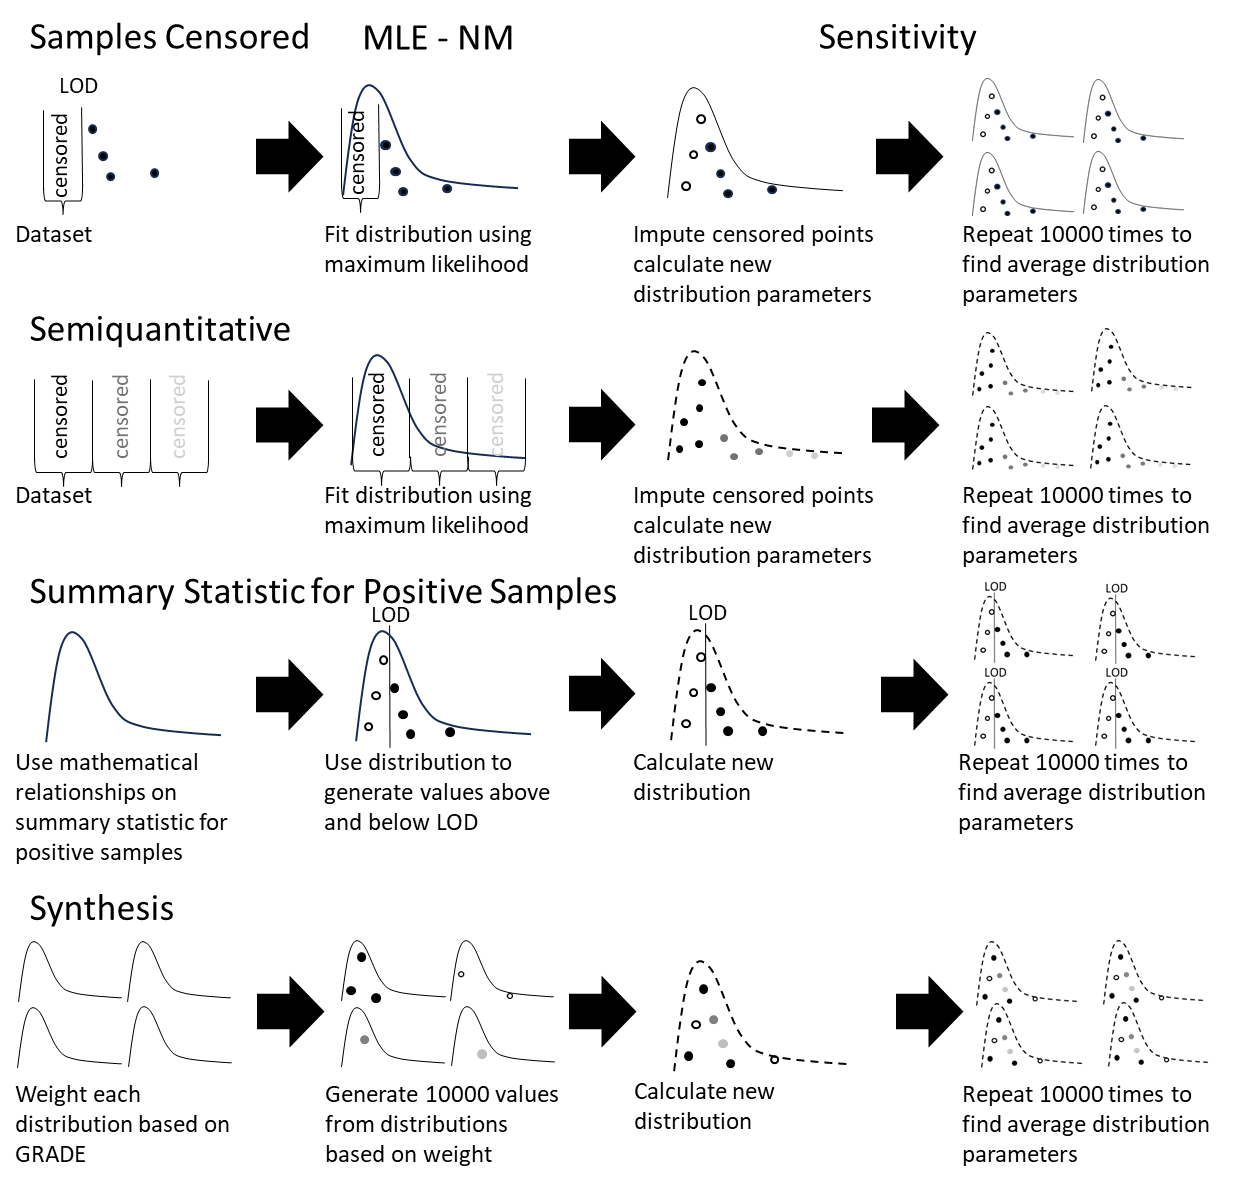 Samples Censored
MLE - NM
Sensitivity
LOD
censored
censored
Dataset
Fit distribution using
maximum likelihood
Impute censored points
calculate new
distribution parameters
Repeat 10000 times to
find average distribution
parameters
Semiquantitative
censored
censored
censored
censored
censored
censored
Dataset
Fit distribution using
maximum likelihood
Impute censored points
calculate new
distribution parameters
Repeat 10000 times to
find average distribution
parameters
Summary Statistic for Positive Samples
LOD
LOD
LOD
LOD
LOD
LOD
Use mathematical
relationships on
summary statistic for
positive samples
Use distribution to
generate values above
and below LOD
Calculate new
distribution
Repeat 10000 times to
find average distribution
parameters
Synthesis
Weight each
distribution based on
GRADE
Generate 10000 values
from distributions
based on weight
Calculate new
distribution
Repeat 10000 times to
find average distribution
parameters